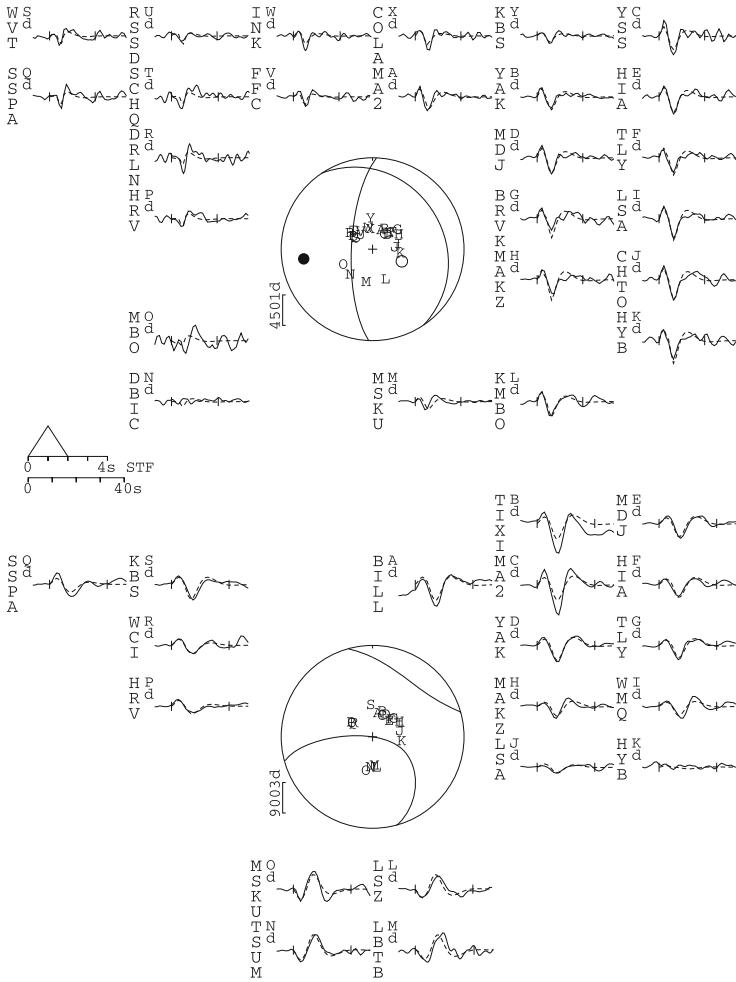 WVT S d
RSSD U d
INK W d
COLA X d
KBS Y d
YSS C d
SSPA Q d
SCHQ T d
FFC V d
MA2 A d
YAK B d
HIA E d
DRLN R d
MDJ D d
TLY F d
HRV P d
BRVK G d
LSA I d
MAKZ H d
CHTO J d
4501d
MBO O d
HYB K d
DBIC N d
MSKU M d
KMBO L d
0 4s STF
0 40s
TIXI B d
MDJ E d
SSPA Q d
KBS S d
BILL A d
MA2 C d
HIA F d
WCI R d
YAK D d
TLY G d
HRV P d
MAKZ H d
WMQ I d
LSA J d
HYB K d
9003d
MSKU O d
LSZ L d
TSUM N d
LBTB M d